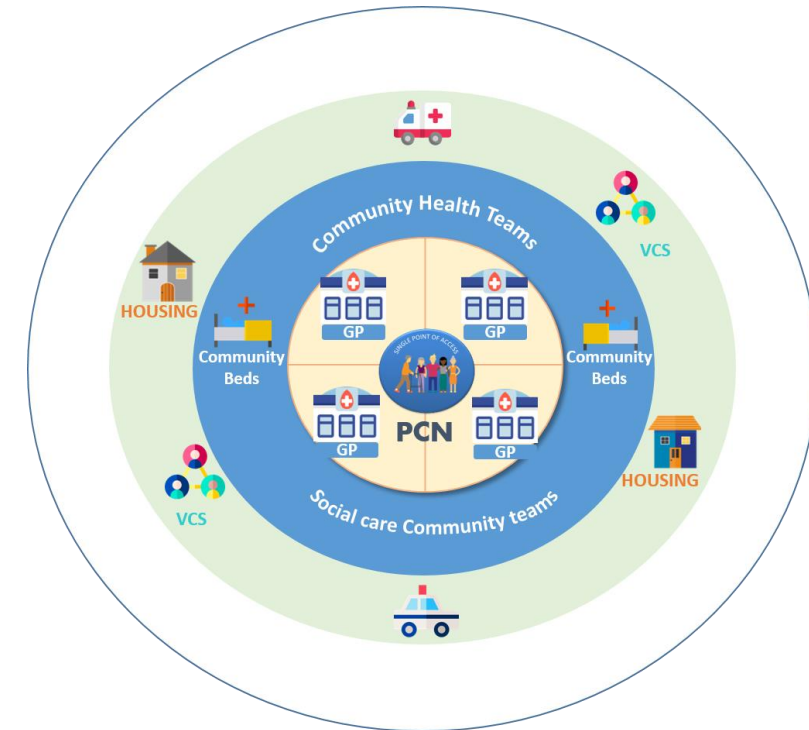 Community Health Teams
VCS
HOUSING
GP
GP
SINGLE POINT OF ACCESS
Community
Beds
Community
Beds
PCN
GP
GP
HOUSING
VCS
Social care Community teams